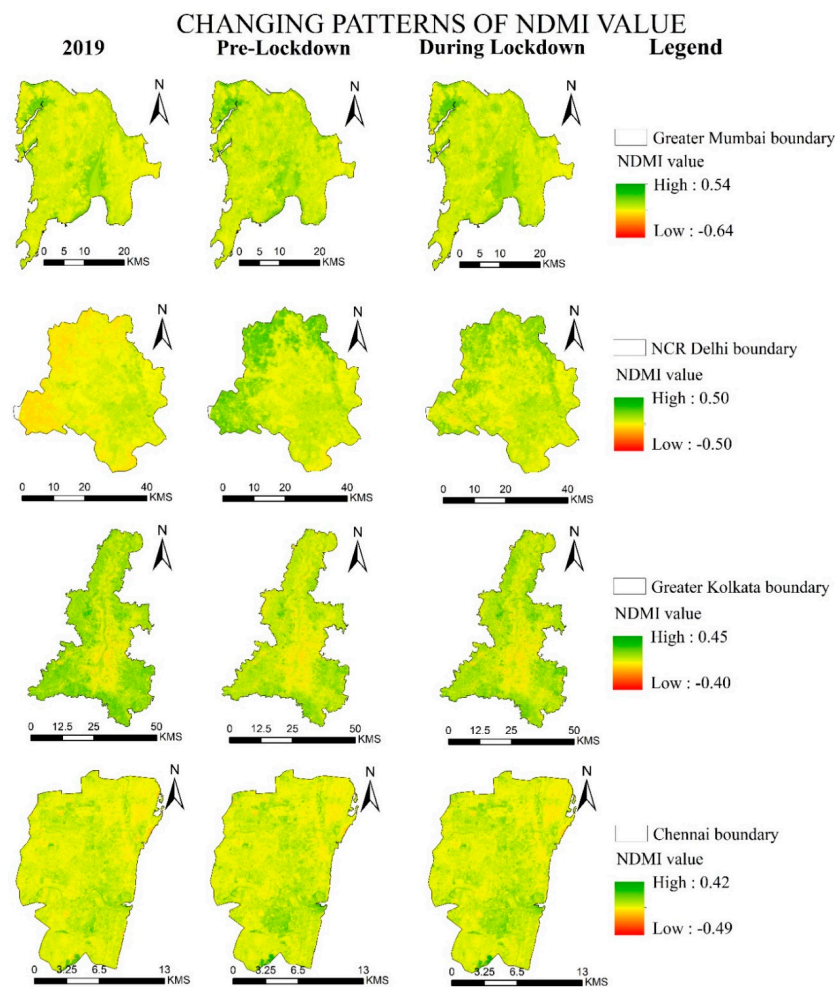 CHANGING PATTERNS OF NDMI VALUE
2019 Pre-Lockdown During Lockdown Legend
N N N
Greater Mumbai boundary
NDMI value
High : 0.54
Low : -0.64
0 5 10 20 KMS
0 5 10 20 KMS
0 5 10 20 KMS
N N N
NCR Delhi boundary
NDMI value
High : 0.50
Low : -0.50
0 10 20 40 KMS
0 10 20 40 KMS
0 10 20 40 KMS
N N N
Greater Kolkata boundary
NDMI value
High : 0.45
Low : -0.40
0 12.5 25 50 KMS
0 12.5 25 50 KMS
0 12.5 25 50 KMS
N N N
Chennai boundary
NDMI value
High : 0.42
Low : -0.49
0 3.25 6.5 13 KMS
0 3.25 6.5 13 KMS
0 3.25 6.5 13 KMS